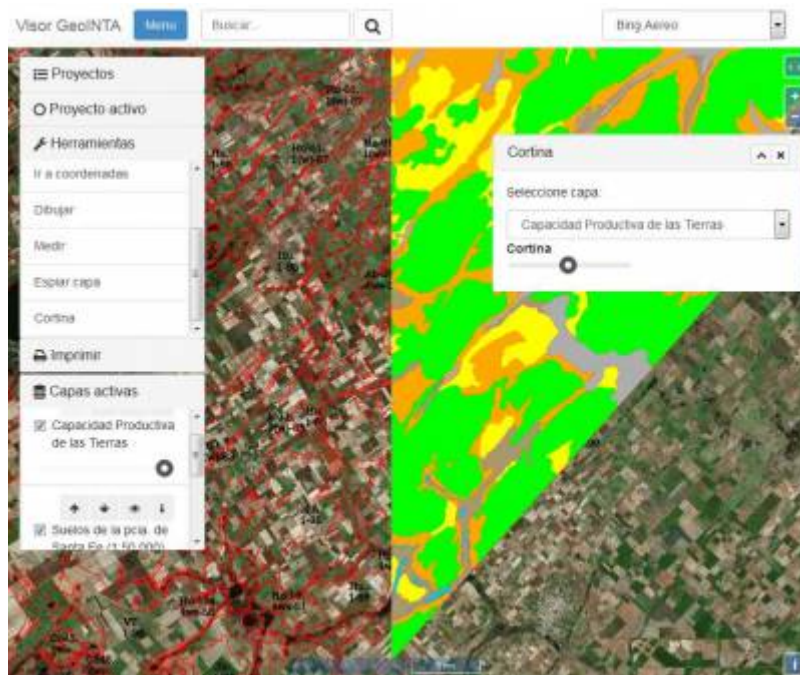 Visor GeoINTA
Menu
Buscar...
Bing Aereo
Proyectos
Proyecto activo
Herramientas
Ir a coordenadas
Dibujar
Medir
Espiar capa
Cortina
Imprimir
Capas activas
Capacidad Productiva
de las Tierras
Suelos de la pcia. de
Santa Fe (1:50.000)
Cortina
Seleccione capa:
Capacidad Productiva de las Tierras
Cortina